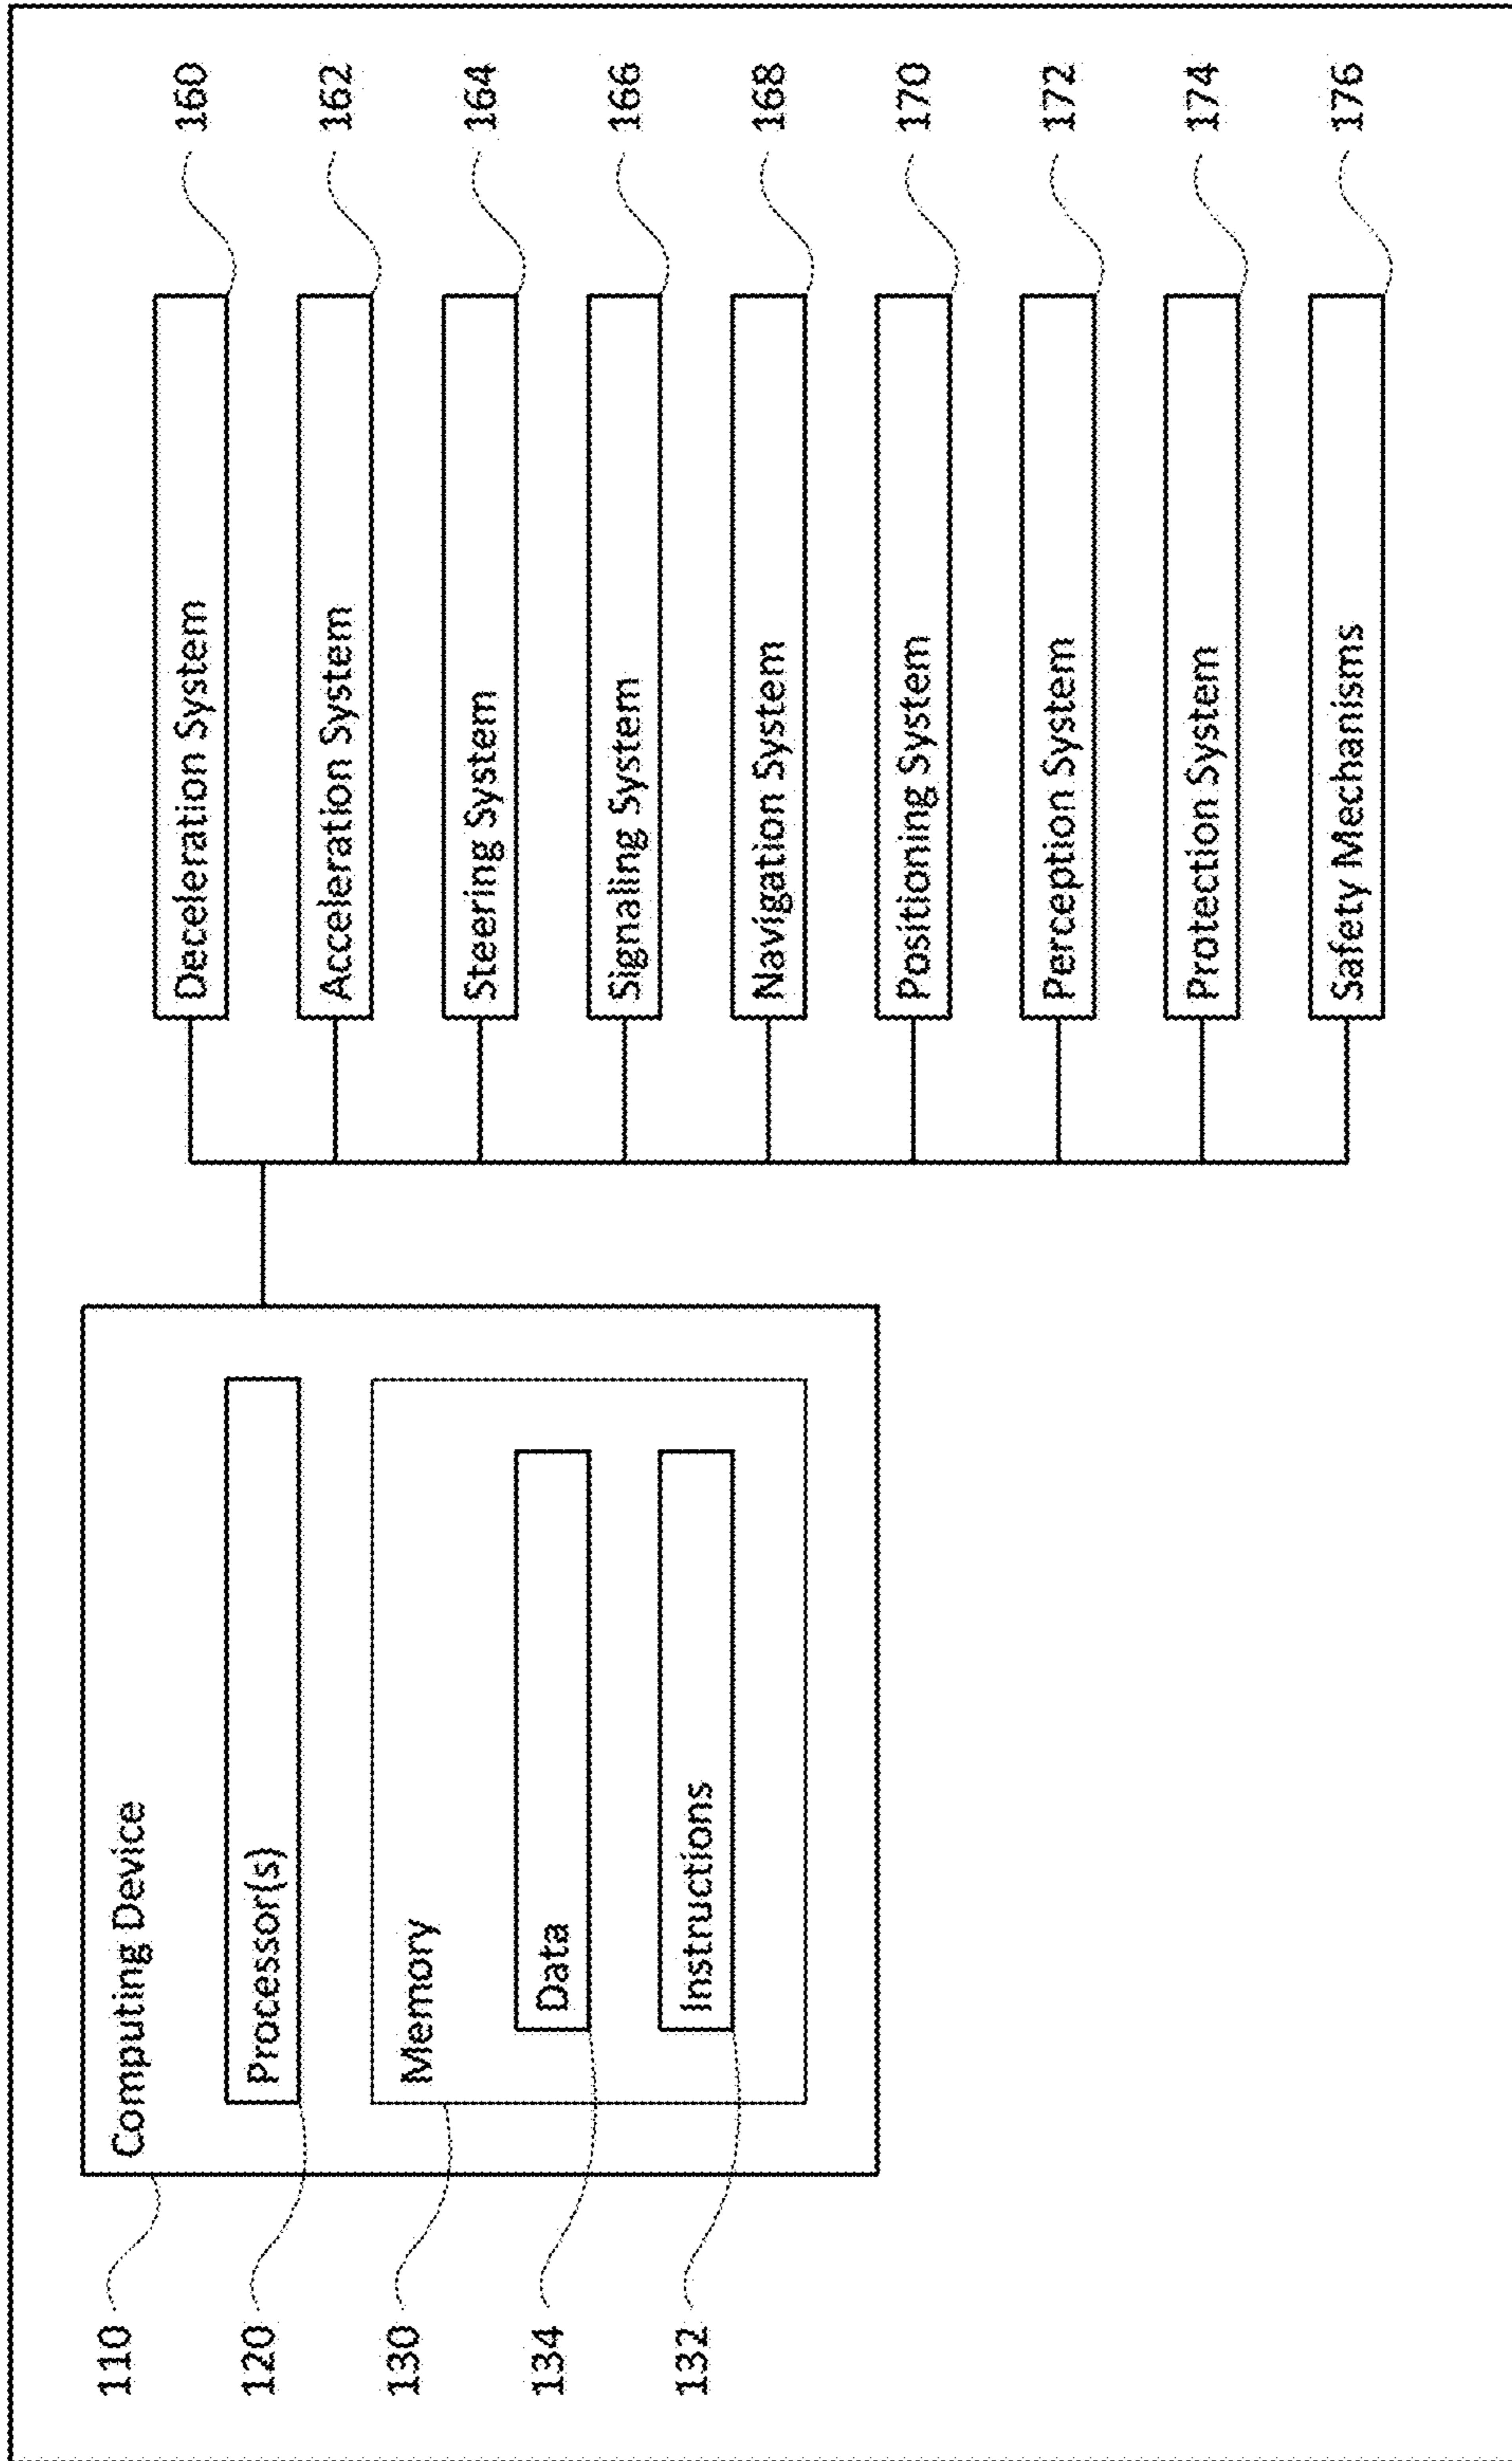 110
Computing Device
120
Processor(s)
130
Memory
134
Data
132
Instructions
Deceleration System
160
Acceleration System
162
Steering System
164
Signaling System
166
Navigation System
168
Positioning System
170
Perception System
172
Protection System
174
Safety Mechanisms
176